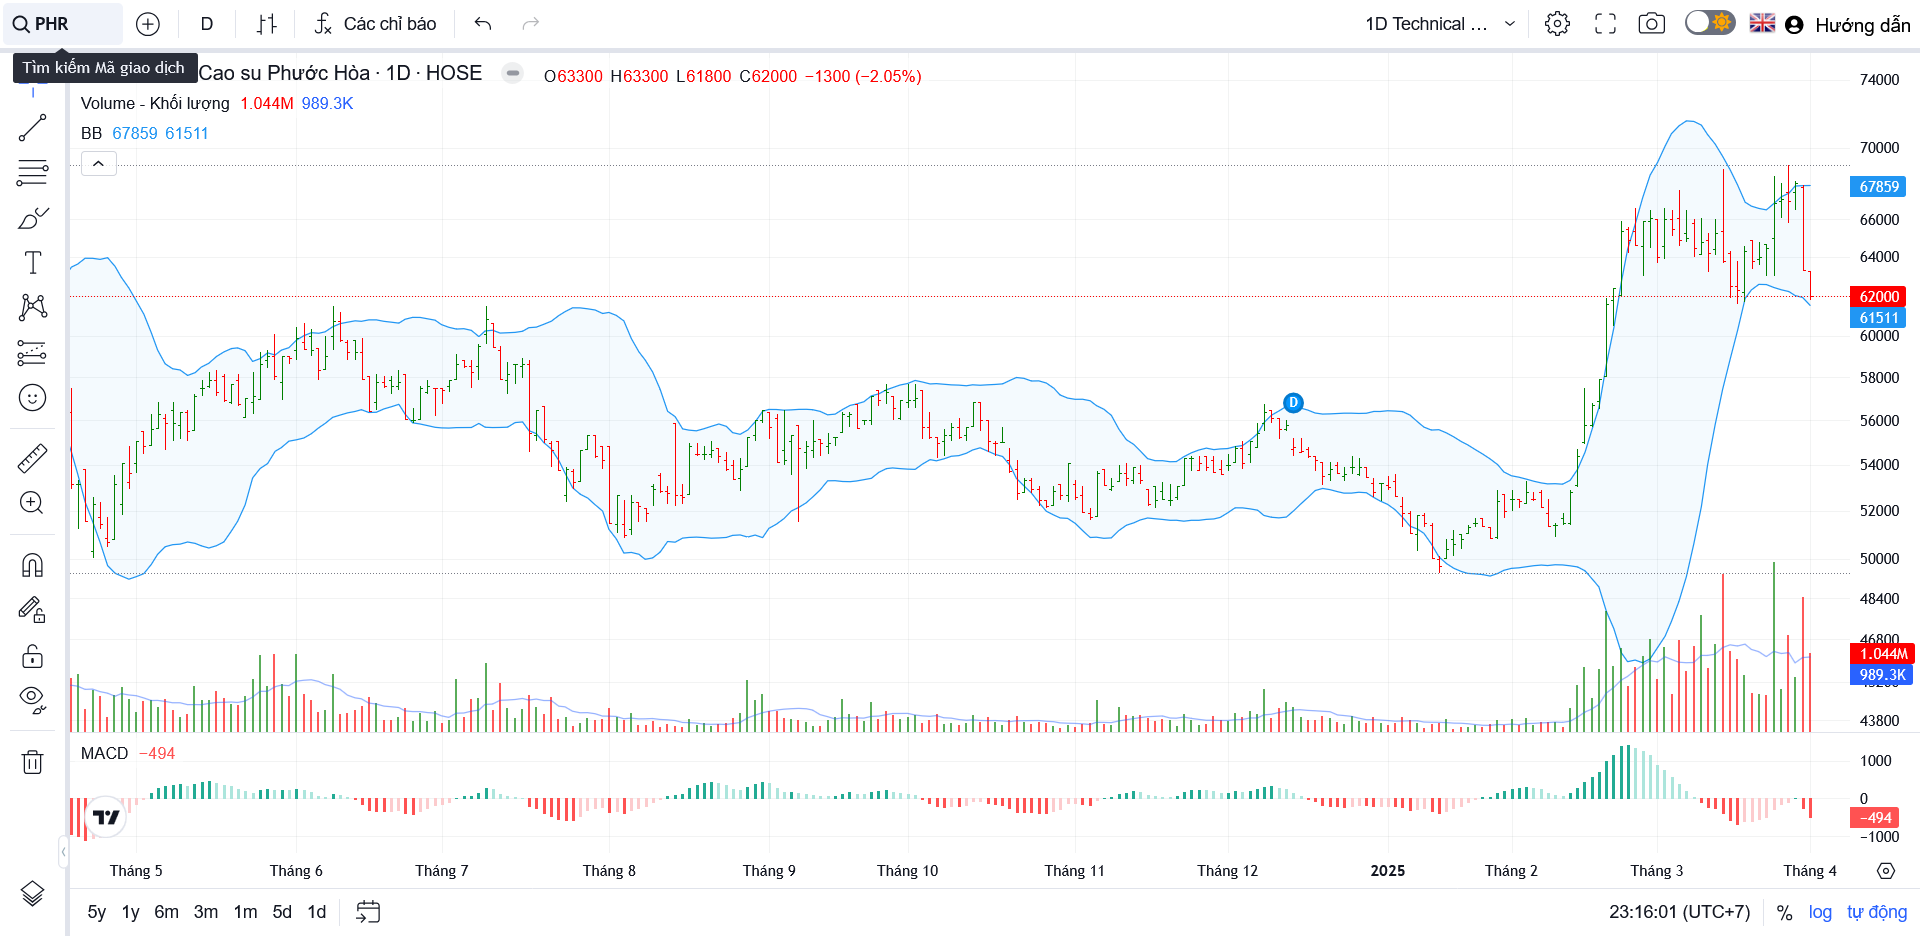 PHR
D
Các chỉ báo
1D Technical ...
Hướng dẫn
Tìm kiếm Mã giao dịch
Cao su Phước Hòa · 1D · HOSE
O63300 H63300 L61800 C62000 −1300 (−2.05%)
Volume - Khối lượng 1.044M 989.3K
BB 67859 61511
74000
70000
67859
66000
64000
62000
61511
60000
58000
D
56000
54000
52000
50000
48400
46800
1.044M
989.3K
43800
MACD −494
1000
0
−494
−1000
Tháng 5 Tháng 6 Tháng 7 Tháng 8 Tháng 9 Tháng 10 Tháng 11 Tháng 12 2025 Tháng 2 Tháng 3 Tháng 4
5y 1y 6m 3m 1m 5d 1d
23:16:01 (UTC+7) % log tự động